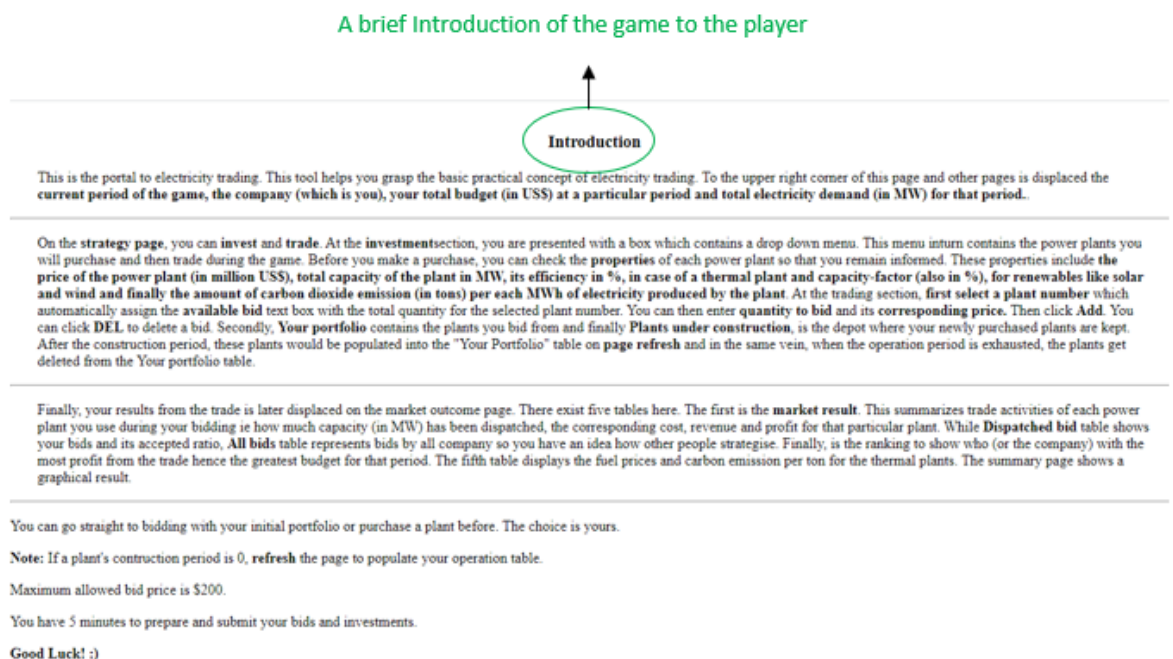 A brief Introduction of the game to the player
Introduction
This is the portal to electricity trading. This tool helps you grasp the basic practical concept of electricity trading. To the upper right corner of this page and other pages is displaced the
current period of the game, the company (which is you), your total budget (in US$) at a particular period and total electricity demand (in MW) for that period..
On the strategy page, you can invest and trade. At the investmentsection, you are presented with a box which contains a drop down menu. This menu inturn contains the power plants you
will purchase and then trade during the game. Before you make a purchase, you can check the properties of each power plant so that you remain informed. These properties include the
price of the power plant (in million US$), total capacity of the plant in MW, its efficiency in %, in case of a thermal plant and capacity-factor (also in %), for renewables like solar
and wind and finally the amount of carbon dioxide emission (in tons) per each MWh of electricity produced by the plant. At the trading section, first select a plant number which
automatically assign the available bid text box with the total quantity for the selected plant number. You can then enter quantity to bid and its corresponding price. Then click Add. You
can click DEL to delete a bid. Secondly, Your portfolio contains the plants you bid from and finally Plants under construction, is the depot where your newly purchased plants are kept.
After the construction period, these plants would be populated into the "Your Portfolio" table on page refresh and in the same vein, when the operation period is exhausted, the plants get
deleted from the Your portfolio table.
Finally, your results from the trade is later displaced on the market outcome page. There exist five tables here. The first is the market result. This summarizes trade activities of each power
plant you use during your bidding ie how much capacity (in MW) has been dispatched, the corresponding cost, revenue and profit for that particular plant. While Dispatched bid table shows
your bids and its accepted ratio, All bids table represents bids by all company so you have an idea how other people strategise. Finally, is the ranking to show who (or the company) with the
most profit from the trade hence the greatest budget for that period. The fifth table displays the fuel prices and carbon emission per ton for the thermal plants. The summary page shows a
graphical result.
You can go straight to bidding with your initial portfolio or purchase a plant before. The choice is yours.
Note: If a plant's contruction period is 0, refresh the page to populate your operation table.
Maximum allowed bid price is $200.
You have 5 minutes to prepare and submit your bids and investments.
Good Luck! :)